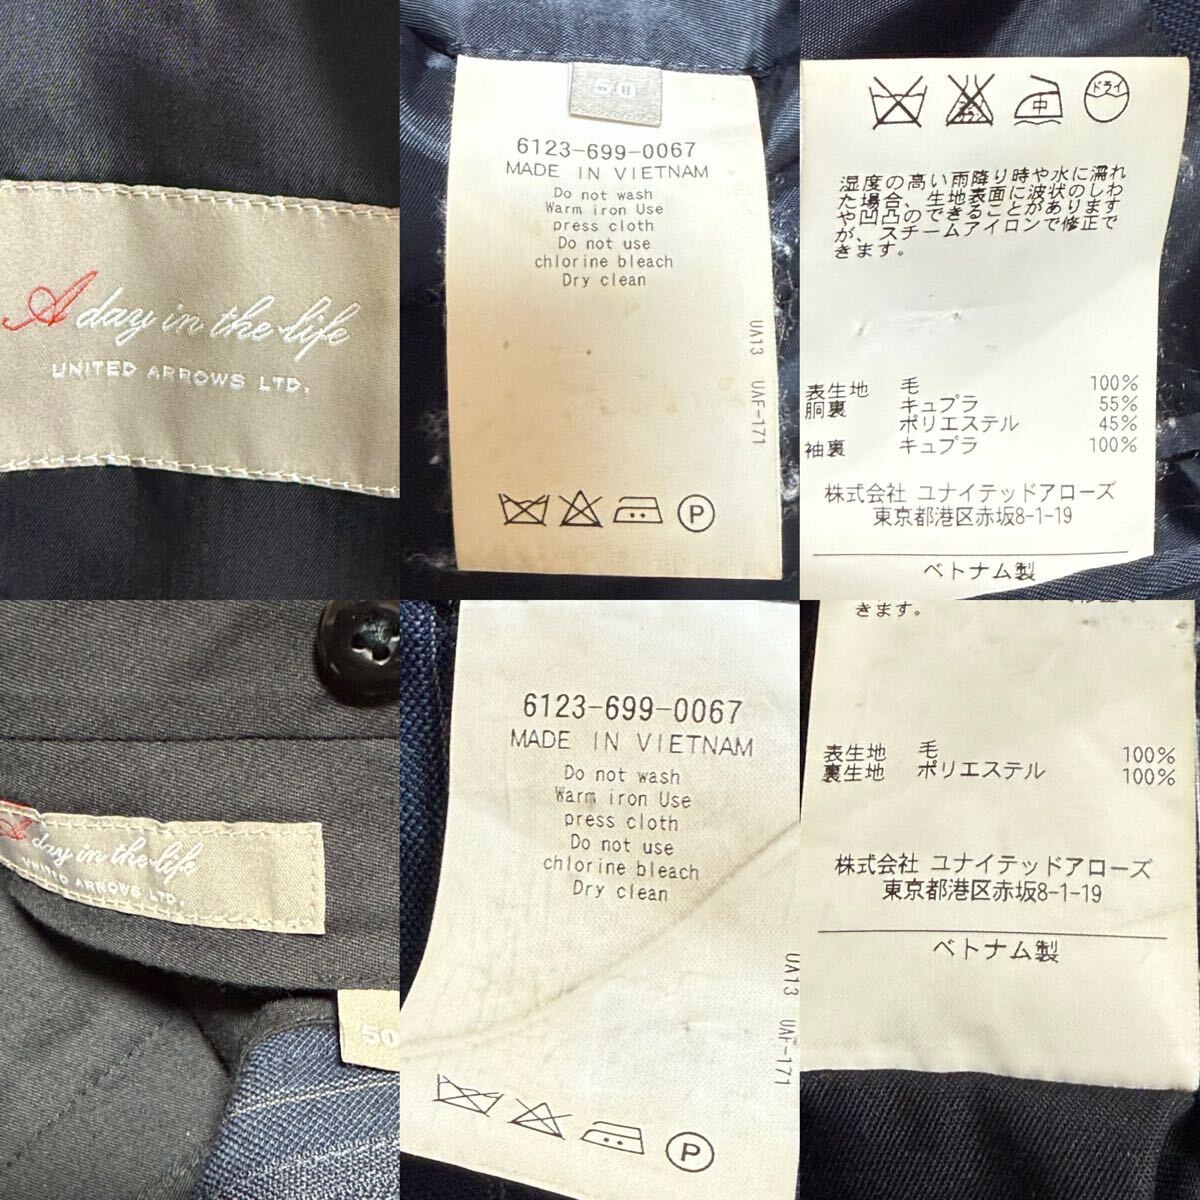 A day in the life
UNITED ARROWS LTD.
50
6123-699-0067
MADE IN VIETNAM
Do not wash
Warm iron Use
press cloth
Do not use
chlorine bleach
Dry clean
UA13 UAF-171
P
中
ドライ
湿度の高い雨降り時や水に濡れ
た場合、生地表面に波状のしわ
や凹凸のできることがあります
が、スチームアイロンで修正で
きます。
表生地 毛 100%
胴裏 キュプラ 55%
ポリエステル 45%
袖裏 キュプラ 100%
株式会社 ユナイテッドアローズ
東京都港区赤坂8-1-19
ベトナム製
A day in the life
UNITED ARROWS LTD.
50
6123-699-0067
MADE IN VIETNAM
Do not wash
Warm iron Use
press cloth
Do not use
chlorine bleach
Dry clean
UA13 UAF-171
P
きます。
表生地 毛 100%
裏生地 ポリエステル 100%
株式会社 ユナイテッドアローズ
東京都港区赤坂8-1-19
ベトナム製